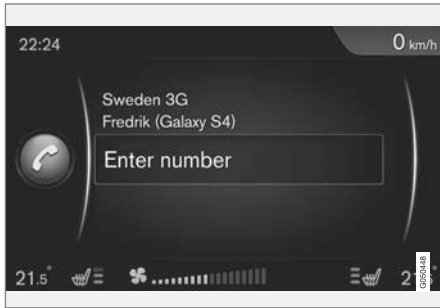 22:24
0 km/h
Sweden 3G
Fredrik (Galaxy S4)
Enter number
21.5°
G050448